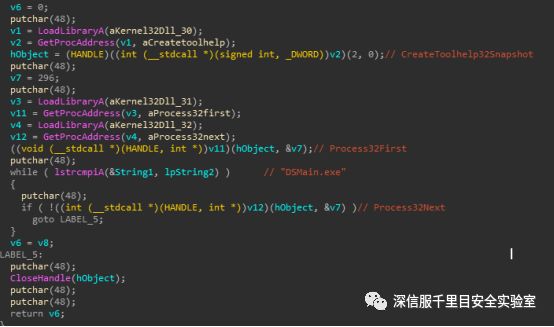 v6 = 0;
putchar(48);
v1 = LoadLibraryA(aKernel32Dll_30);
v2 = GetProcAddress(v1, aCreatetoolhelp);
hObject = (HANDLE)((int (__stdcall *)(signed int, _DWORD))v2)(2, 0);// CreateToolhelp32Snapshot
putchar(48);
v7 = 296;
putchar(48);
v3 = LoadLibraryA(aKernel32Dll_31);
v11 = GetProcAddress(v3, aProcess32first);
v4 = LoadLibraryA(aKernel32Dll_32);
v12 = GetProcAddress(v4, aProcess32next);
((void (__stdcall *)(HANDLE, int *))v11)(hObject, &v7);// Process32First
putchar(48);
while ( lstrcmpiA(&String1, lpString2) ) // "DSMain.exe"
{
putchar(48);
if ( !((int (__stdcall *)(HANDLE, int *))v12)(hObject, &v7) )// Process32Next
goto LABEL_5;
}
v6 = v8;
LABEL_5:
putchar(48);
CloseHandle(hObject);
putchar(48);
putchar(48);
return v6;
}
深信服千里目安全实验室